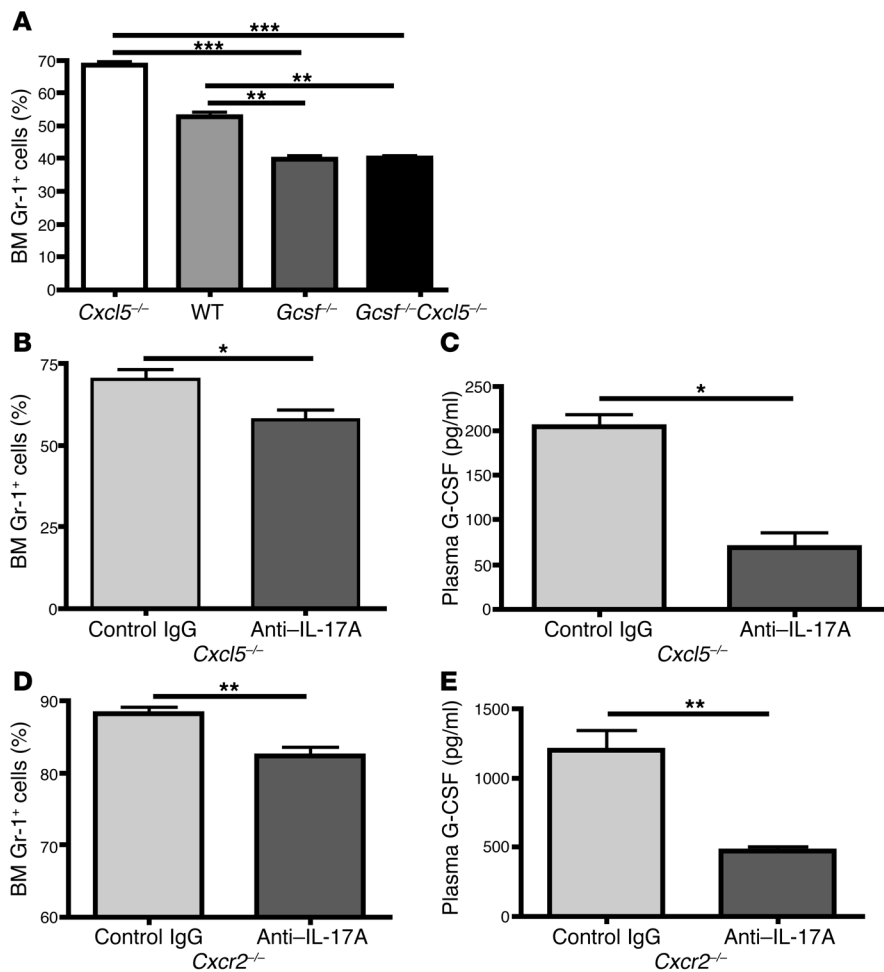 A
***
***
**
**
BM Gr-1⁺ cells (%)
70
60
50
40
30
20
10
0
Cxcl5⁻/⁻ WT Gcsf⁻/⁻ Gcsf⁻/⁻Cxcl5⁻/⁻
B
*
BM Gr-1⁺ cells (%)
75
50
25
0
Control IgG Anti–IL-17A
Cxcl5⁻/⁻
C
*
Plasma G-CSF (pg/ml)
250
200
150
100
50
0
Control IgG Anti–IL-17A
Cxcl5⁻/⁻
D
**
BM Gr-1⁺ cells (%)
90
80
70
60
Control IgG Anti–IL-17A
Cxcr2⁻/⁻
E
**
Plasma G-CSF (pg/ml)
1500
1000
500
0
Control IgG Anti–IL-17A
Cxcr2⁻/⁻